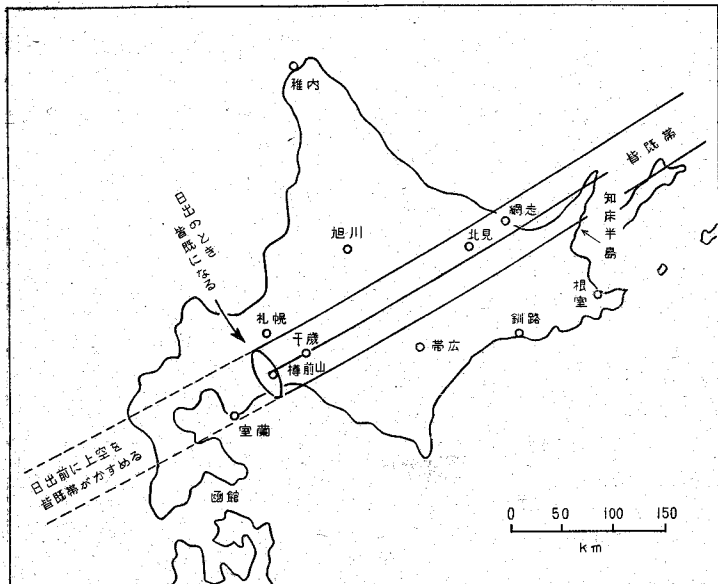 稚内
皆既帯
日出のとき
皆既になる
網走
知床半島
旭川
北見
根室
札幌
千歳
釧路
帯広
樽前山
室蘭
日出前に上空を
皆既帯がかすめる
函館
0 50 100 150
km